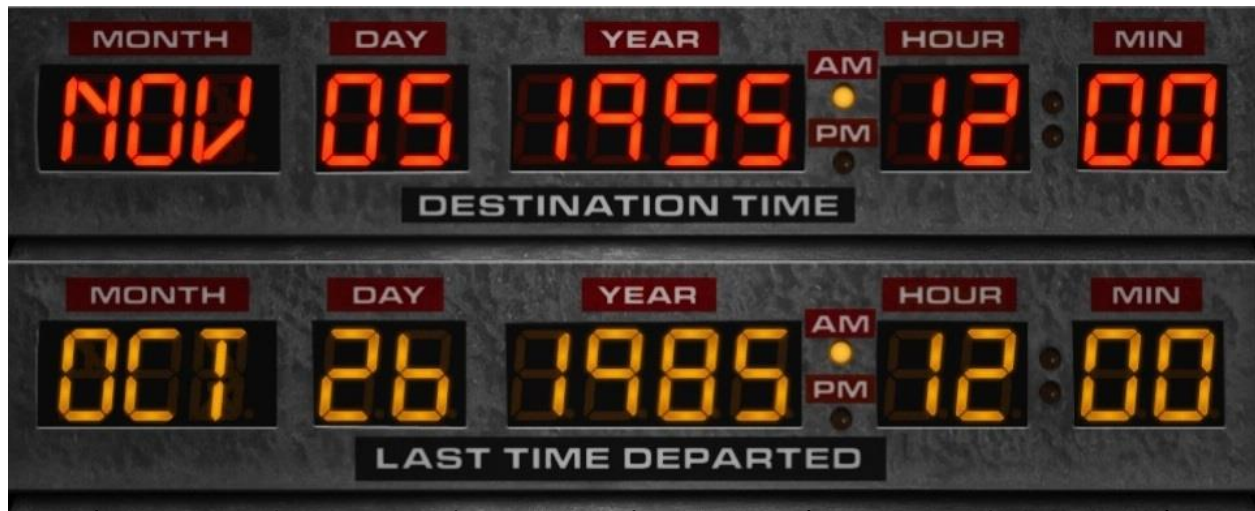 MONTH DAY YEAR HOUR MIN
AM
NOV 05 1955 12 00
PM
DESTINATION TIME
MONTH DAY YEAR HOUR MIN
AM
OCT 26 1985 12 00
PM
LAST TIME DEPARTED